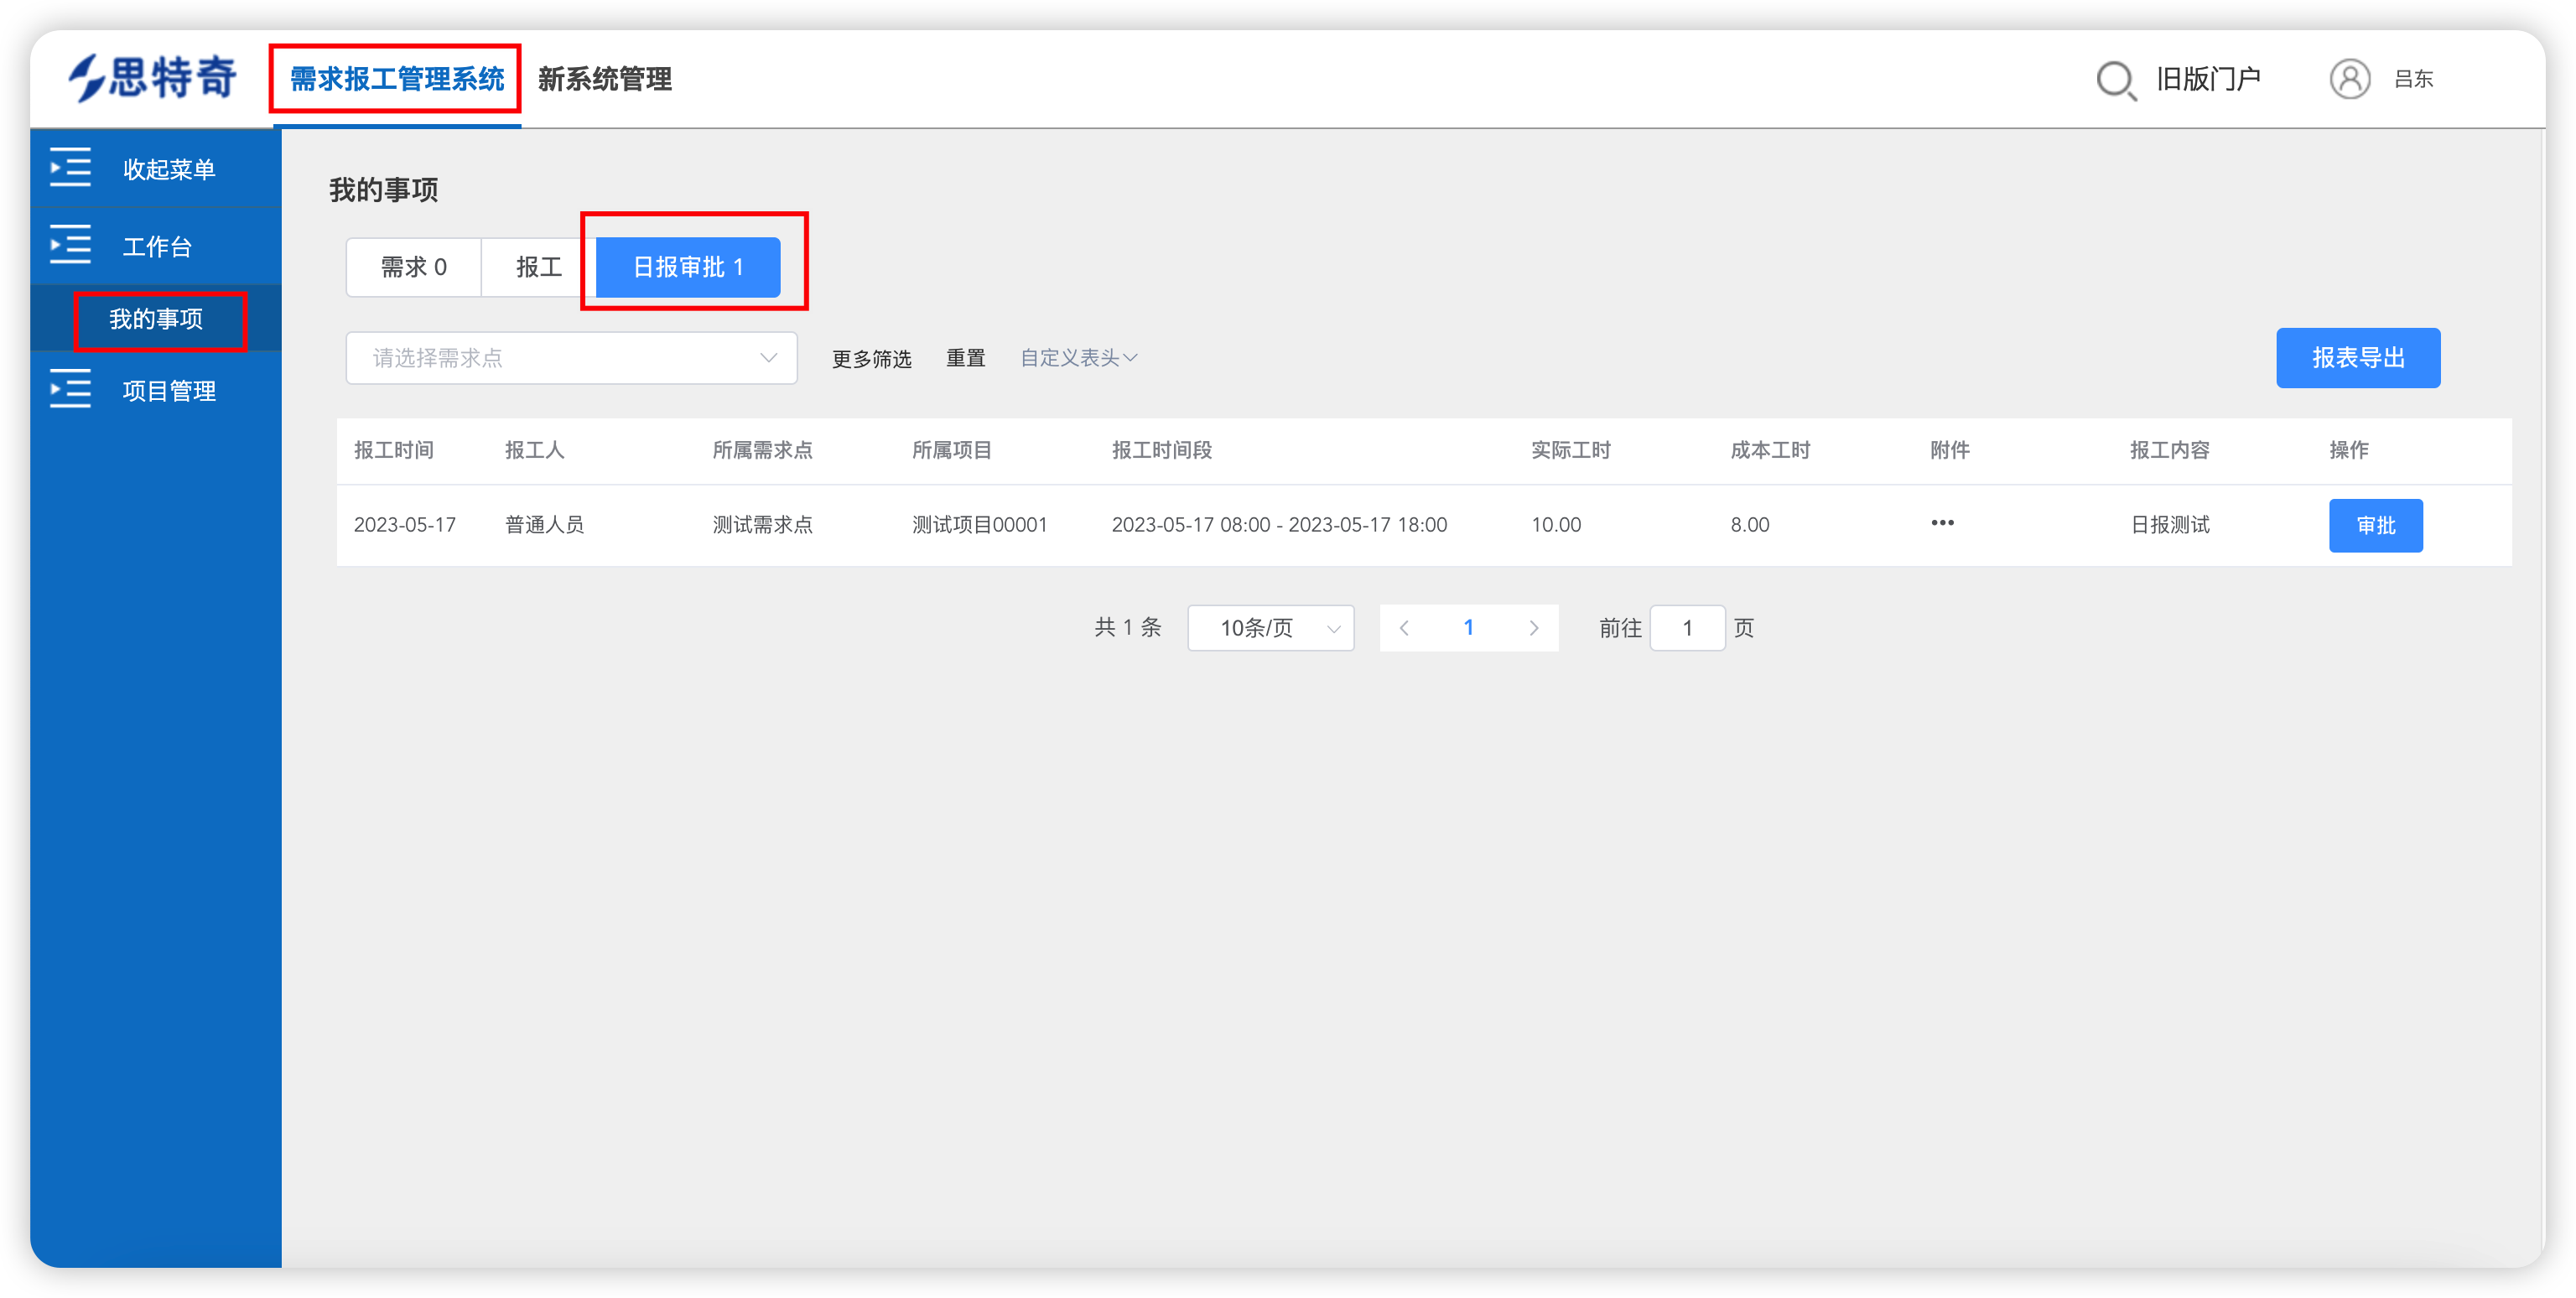 思特奇 需求报工管理系统 新系统管理 旧版门户 吕东
收起菜单
工作台
我的事项
项目管理
我的事项
需求 0 报工 日报审批 1
请选择需求点 更多筛选 重置 自定义表头 报表导出
报工时间 报工人 所属需求点 所属项目 报工时间段 实际工时 成本工时 附件 报工内容 操作
2023-05-17 普通人员 测试需求点 测试项目00001 2023-05-17 08:00 - 2023-05-17 18:00 10.00 8.00 ••• 日报测试 审批
共 1 条 10条/页 1 前往 1 页